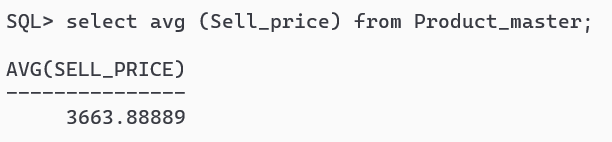 SQL> select avg (Sell_price) from Product_master;
AVG(SELL_PRICE)
---------------
3663.88889